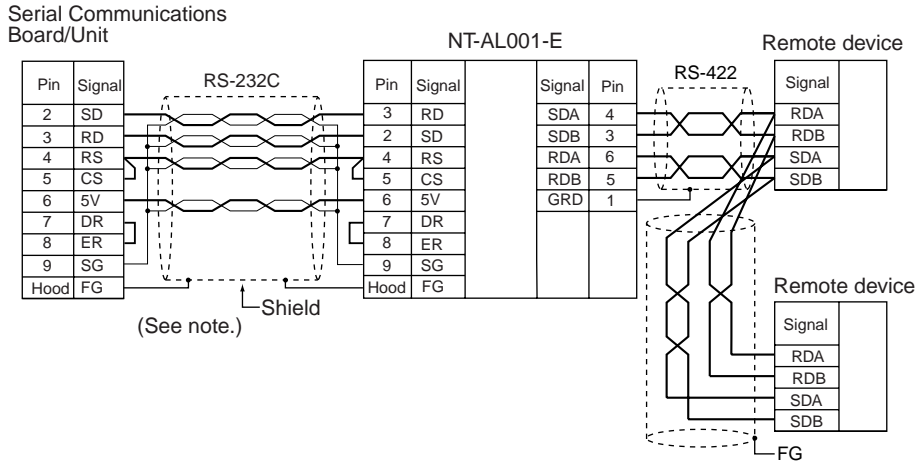 Serial Communications
Board/Unit
NT-AL001-E
Remote device
RS-232C
RS-422
Pin Signal
2 SD
3 RD
4 RS
5 CS
6 5V
7 DR
8 ER
9 SG
Hood FG
Pin Signal
3 RD
2 SD
4 RS
5 CS
6 5V
7 DR
8 ER
9 SG
Hood FG
Signal Pin
SDA 4
SDB 3
RDA 6
RDB 5
GRD 1
Signal
RDA
RDB
SDA
SDB
(See note.)
Shield
Remote device
Signal
RDA
RDB
SDA
SDB
FG